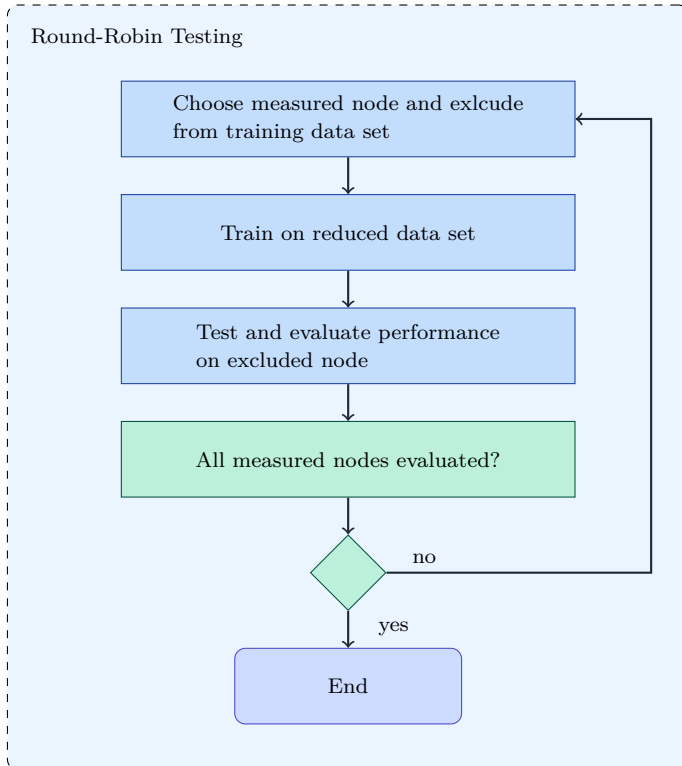 Round-Robin Testing
Choose measured node and exlcude
from training data set
Train on reduced data set
Test and evaluate performance
on excluded node
All measured nodes evaluated?
no
yes
End